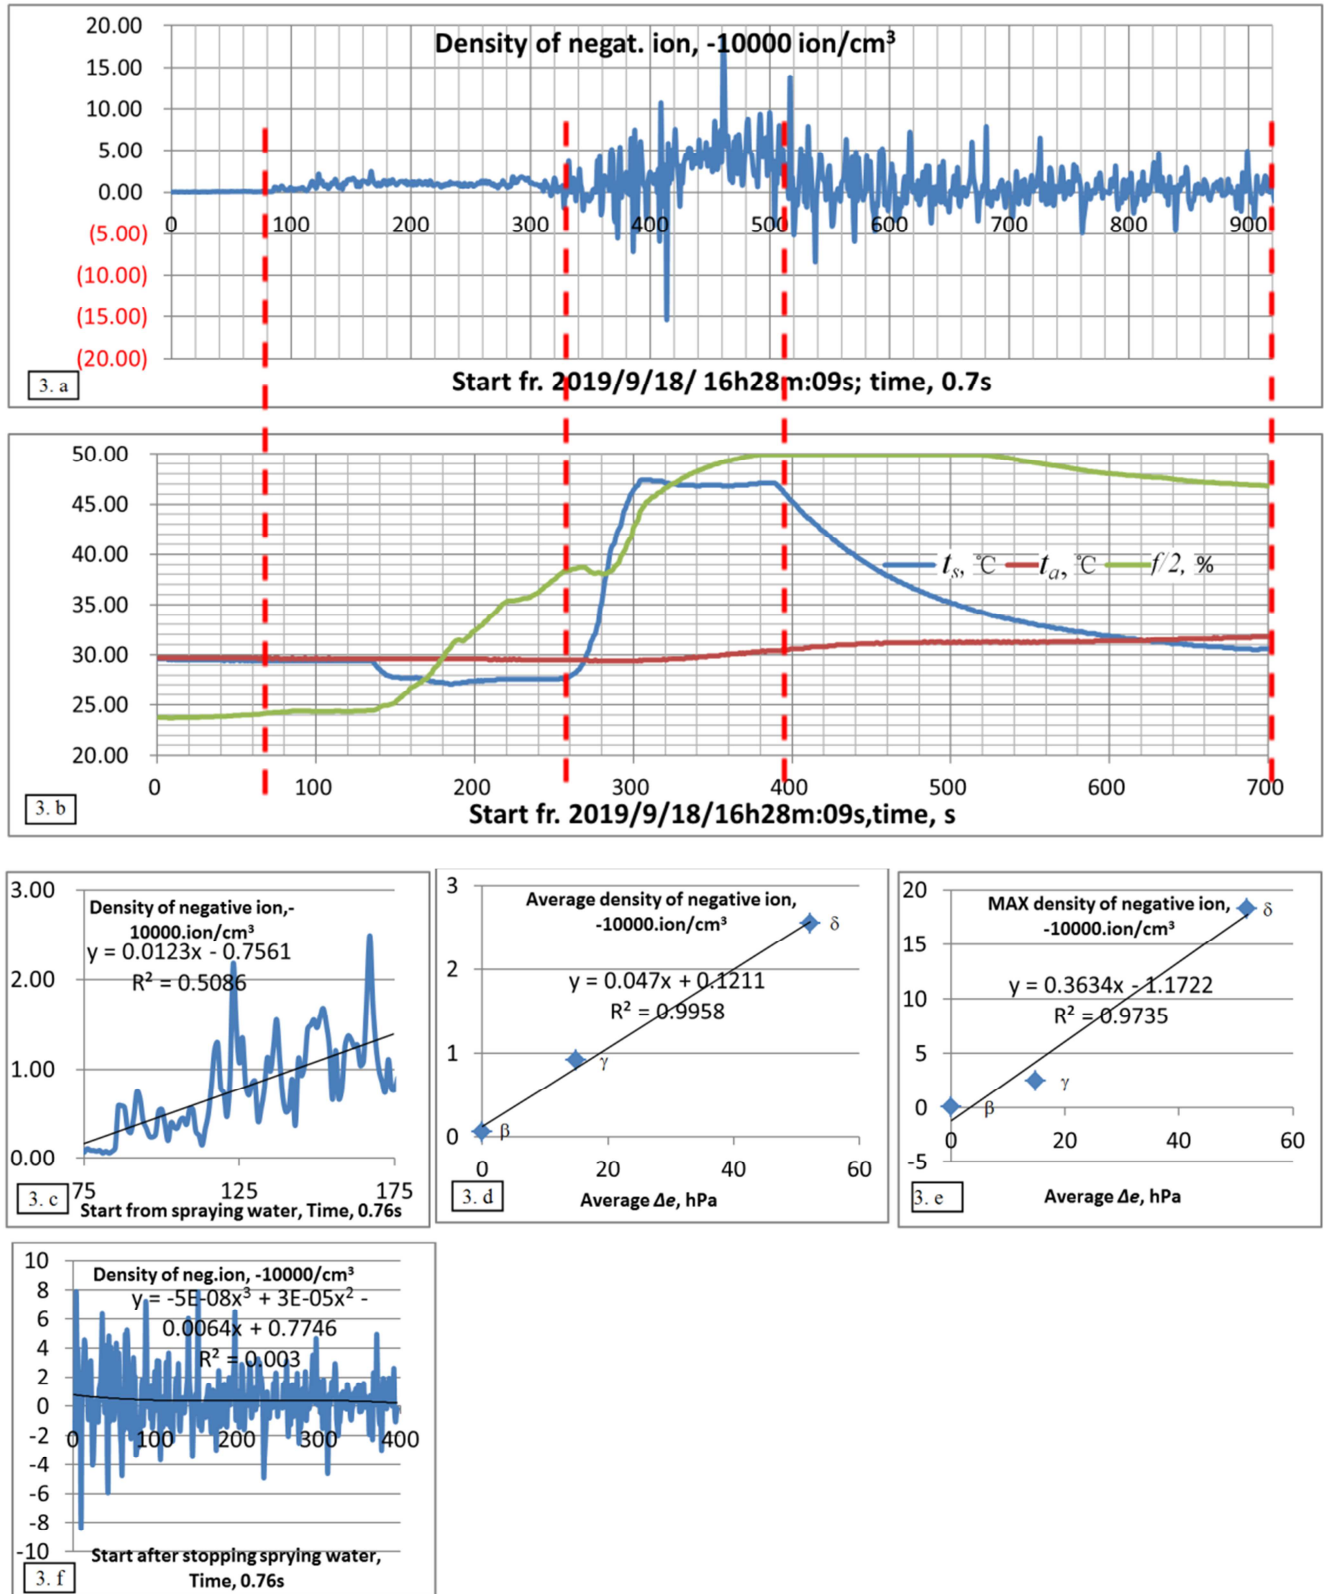 20.00
Density of negat. ion, -10000 ion/cm³
15.00
10.00
5.00
0.00
0 100 200 300 400 500 600 700 800 900
(5.00)
(10.00)
(15.00)
(20.00)
3. a
Start fr. 2019/9/18/ 16h28m:09s; time, 0.7s
50.00
45.00
40.00
tₛ, ℃ tₐ, ℃ f/2, %
35.00
30.00
25.00
20.00
0 100 200 300 400 500 600 700
3. b
Start fr. 2019/9/18/16h28m:09s,time, s
3.00
Density of negative ion,-
10000.ion/cm³
y = 0.0123x - 0.7561
R² = 0.5086
2.00
1.00
0.00
75 125 175
3. c
Start from spraying water, Time, 0.76s
3
Average density of negative ion,
-10000.ion/cm³
δ
2
y = 0.047x + 0.1211
R² = 0.9958
1
γ
0
β
0 20 40 60
3. d
Average Δe, hPa
20
MAX density of negative ion,
-10000.ion/cm³
δ
15
y = 0.3634x - 1.1722
10
R² = 0.9735
5
γ
0
β
0 20 40 60
-5
3. e
Average Δe, hPa
10
Density of neg.ion, -10000/cm³
8
y = -5E-08x³ + 3E-05x² -
6
0.0064x + 0.7746
4
R² = 0.003
2
0
0 100 200 300 400
-2
-4
-6
-8
-10
Start after stopping sprying water,
3. f
Time, 0.76s